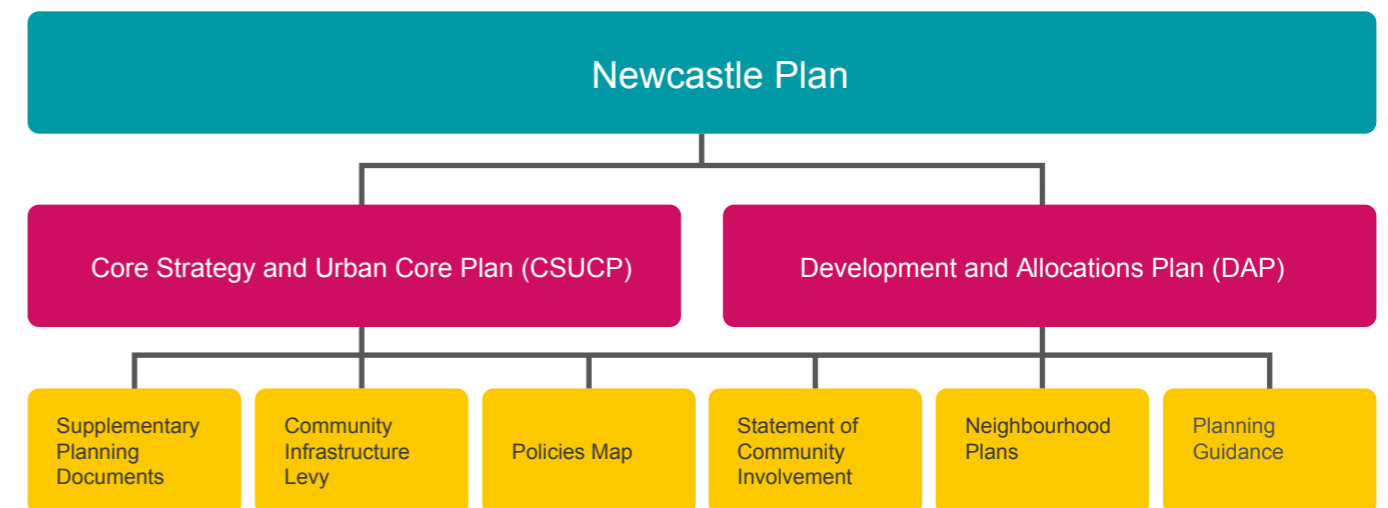 Newcastle Plan
Core Strategy and Urban Core Plan (CSUCP)
Development and Allocations Plan (DAP)
Supplementary
Planning
Documents
Community
Infrastructure
Levy
Policies Map
Statement of
Community
Involvement
Neighbourhood
Plans
Planning
Guidance